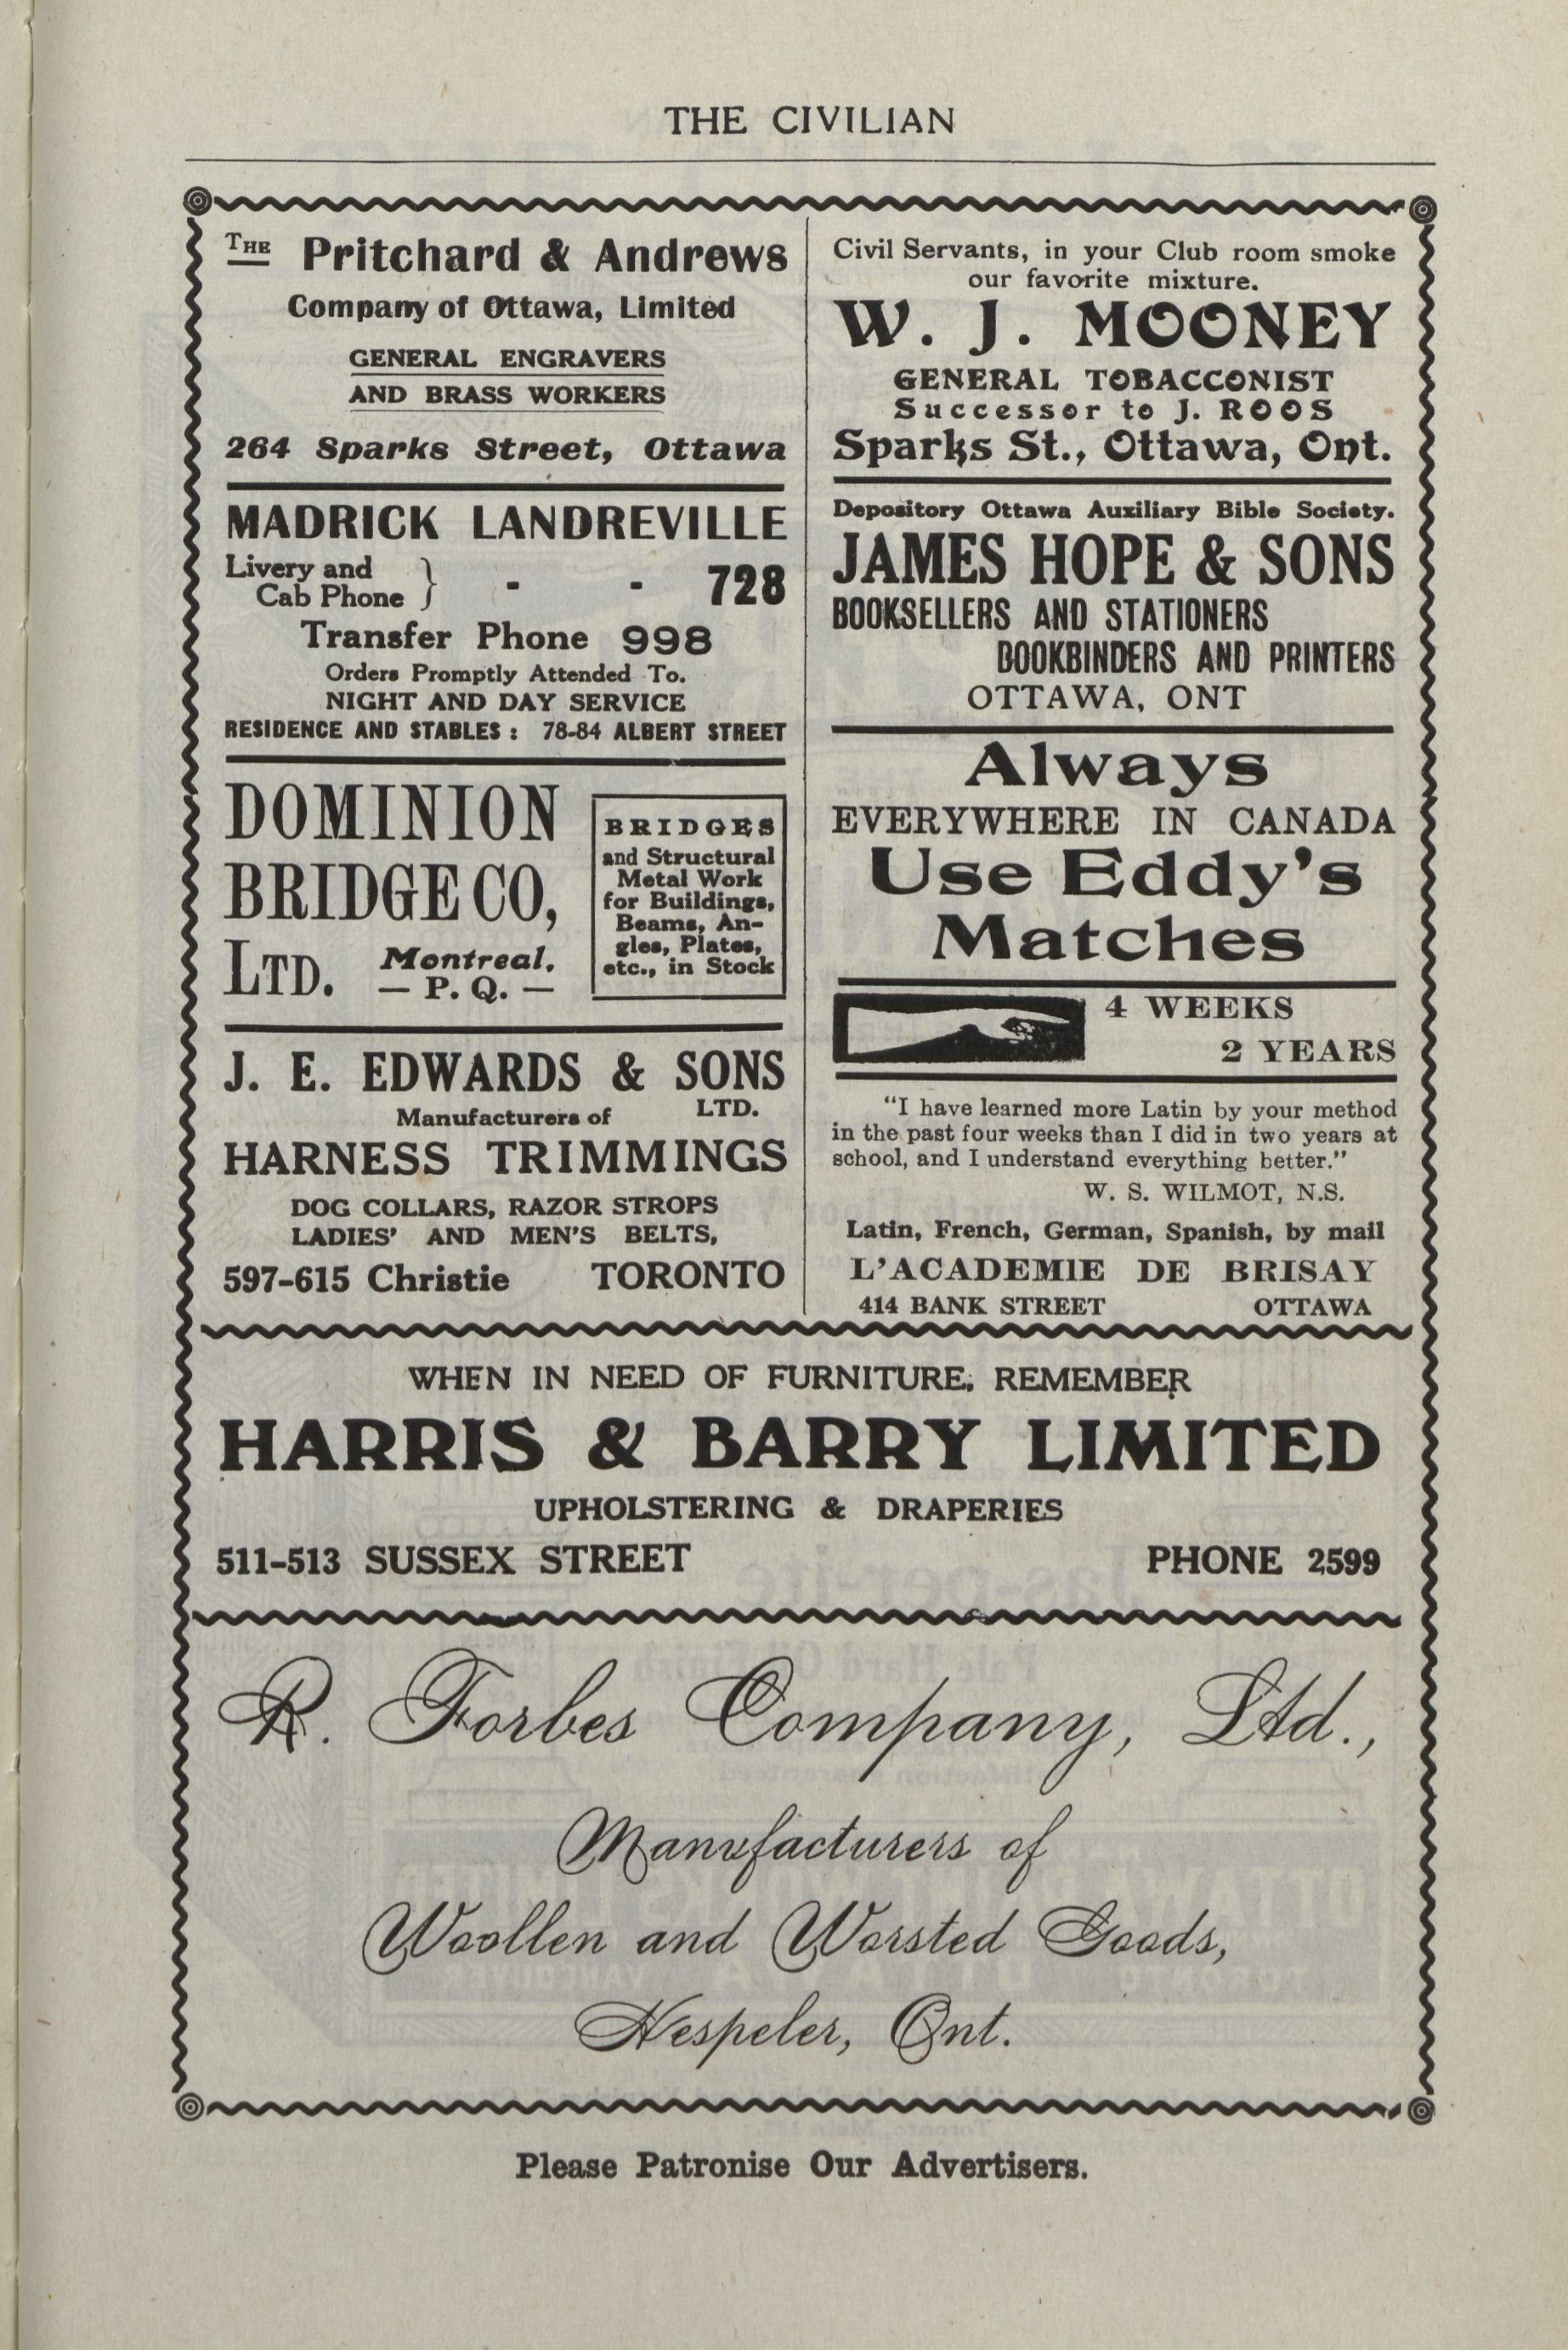 THE CIVILIAN
THE Pritchard & Andrews
Company of Ottawa, Limited
GENERAL ENGRAVERS
AND BRASS WORKERS
264 Sparks Street, Ottawa
MADRICK LANDREVILLE
Livery and
Cab Phone } - - 728
Transfer Phone 998
Orders Promptly Attended To.
NIGHT AND DAY SERVICE
RESIDENCE AND STABLES : 78-84 ALBERT STREET
DOMINION
BRIDGE CO,
LTD. Montreal.
— P. Q. —
BRIDGES
and Structural
Metal Work
for Buildings,
Beams, An-
gles, Plates,
etc., in Stock
J. E. EDWARDS & SONS
LTD.
Manufacturers of
HARNESS TRIMMINGS
DOG COLLARS, RAZOR STROPS
LADIES' AND MEN'S BELTS,
597-615 Christie TORONTO
Civil Servants, in your Club room smoke
our favorite mixture.
W. J. MOONEY
GENERAL TOBACCONIST
Successor to J. ROOS
Sparks St., Ottawa, Ont.
Depository Ottawa Auxiliary Bible Society.
JAMES HOPE & SONS
BOOKSELLERS AND STATIONERS
BOOKBINDERS AND PRINTERS
OTTAWA, ONT
Always
EVERYWHERE IN CANADA
Use Eddy's
Matches
4 WEEKS
2 YEARS
"I have learned more Latin by your method
in the past four weeks than I did in two years at
school, and I understand everything better."
W. S. WILMOT, N.S.
Latin, French, German, Spanish, by mail
L'ACADEMIE DE BRISAY
414 BANK STREET OTTAWA
WHEN IN NEED OF FURNITURE, REMEMBER
HARRIS & BARRY LIMITED
UPHOLSTERING & DRAPERIES
511-513 SUSSEX STREET PHONE 2599
R. Forbes Company, Ltd.,
Manufacturers of
Woollen and Worsted Goods,
Hespeler, Ont.
Please Patronise Our Advertisers.